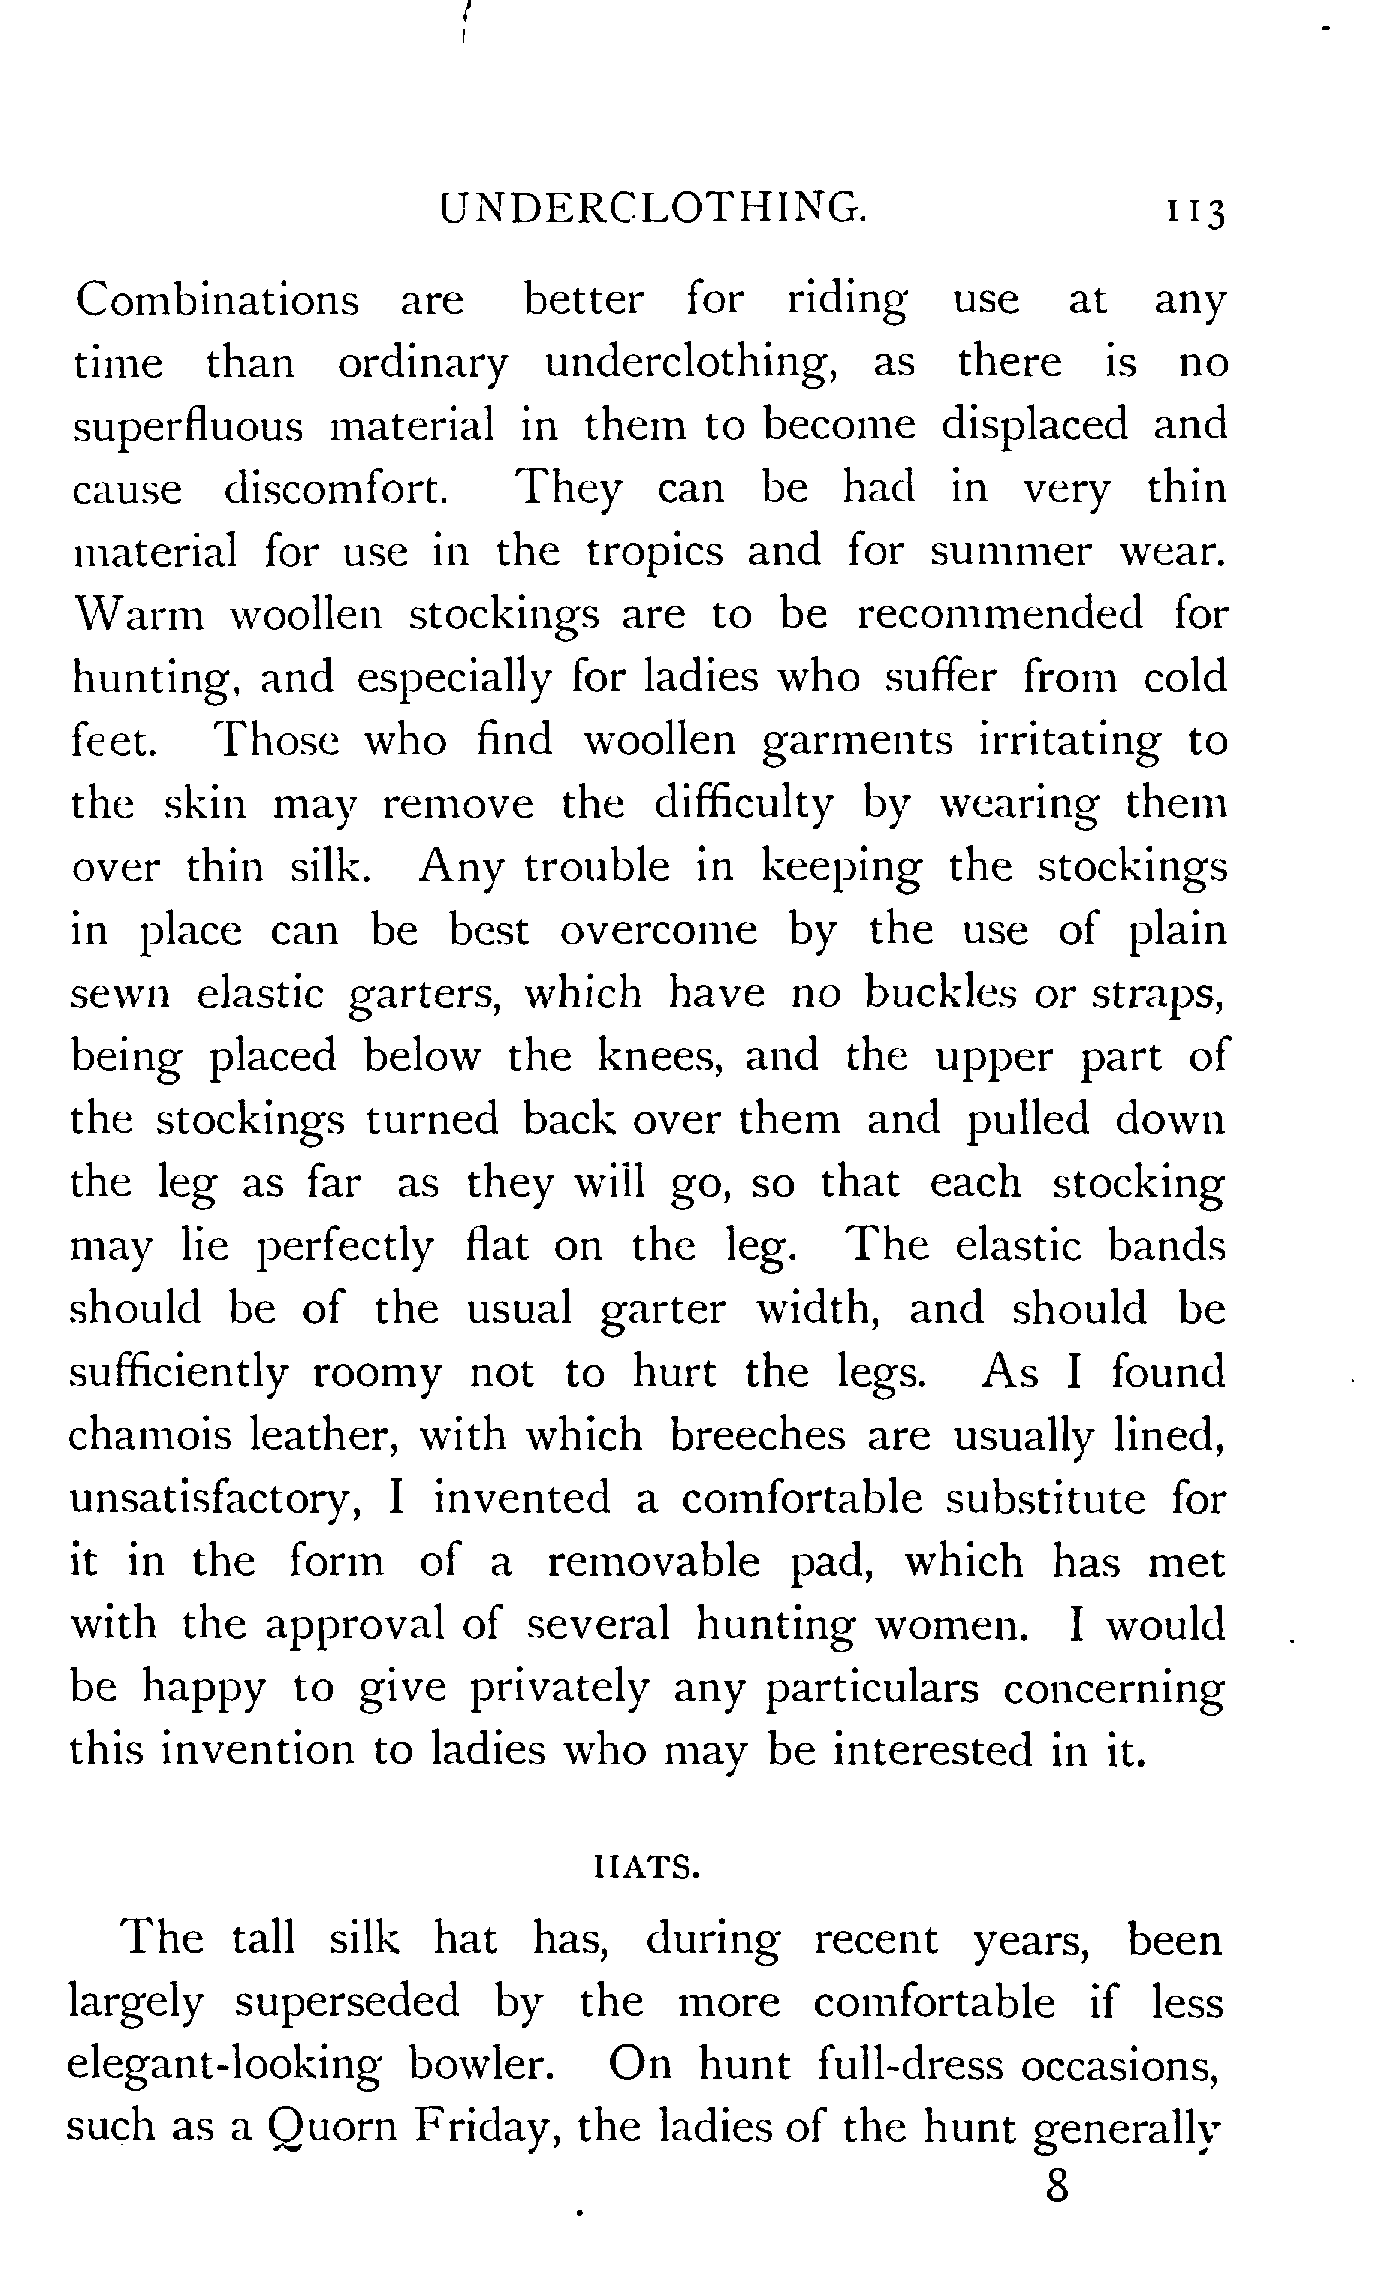 UNDERCLOTHING. 113
Combinations are better for riding use at any
time than ordinary underclothing, as there is no
superfluous material in them to become displaced and
cause discomfort. They can be had in very thin
material for use in the tropics and for summer wear.
Warm woollen stockings are to be recommended for
hunting, and especially for ladies who suffer from cold
feet. Those who find woollen garments irritating to
the skin may remove the difficulty by wearing them
over thin silk. Any trouble in keeping the stockings
in place can be best overcome by the use of plain
sewn elastic garters, which have no buckles or straps,
being placed below the knees, and the upper part of
the stockings turned back over them and pulled down
the leg as far as they will go, so that each stocking
may lie perfectly flat on the leg. The elastic bands
should be of the usual garter width, and should be
sufficiently roomy not to hurt the legs. As I found
chamois leather, with which breeches are usually lined,
unsatisfactory, I invented a comfortable substitute for
it in the form of a removable pad, which has met
with the approval of several hunting women. I would
be happy to give privately any particulars concerning
this invention to ladies who may be interested in it.
HATS.
The tall silk hat has, during recent years, been
largely superseded by the more comfortable if less
elegant-looking bowler. On hunt full-dress occasions,
such as a Quorn Friday, the ladies of the hunt generally
8